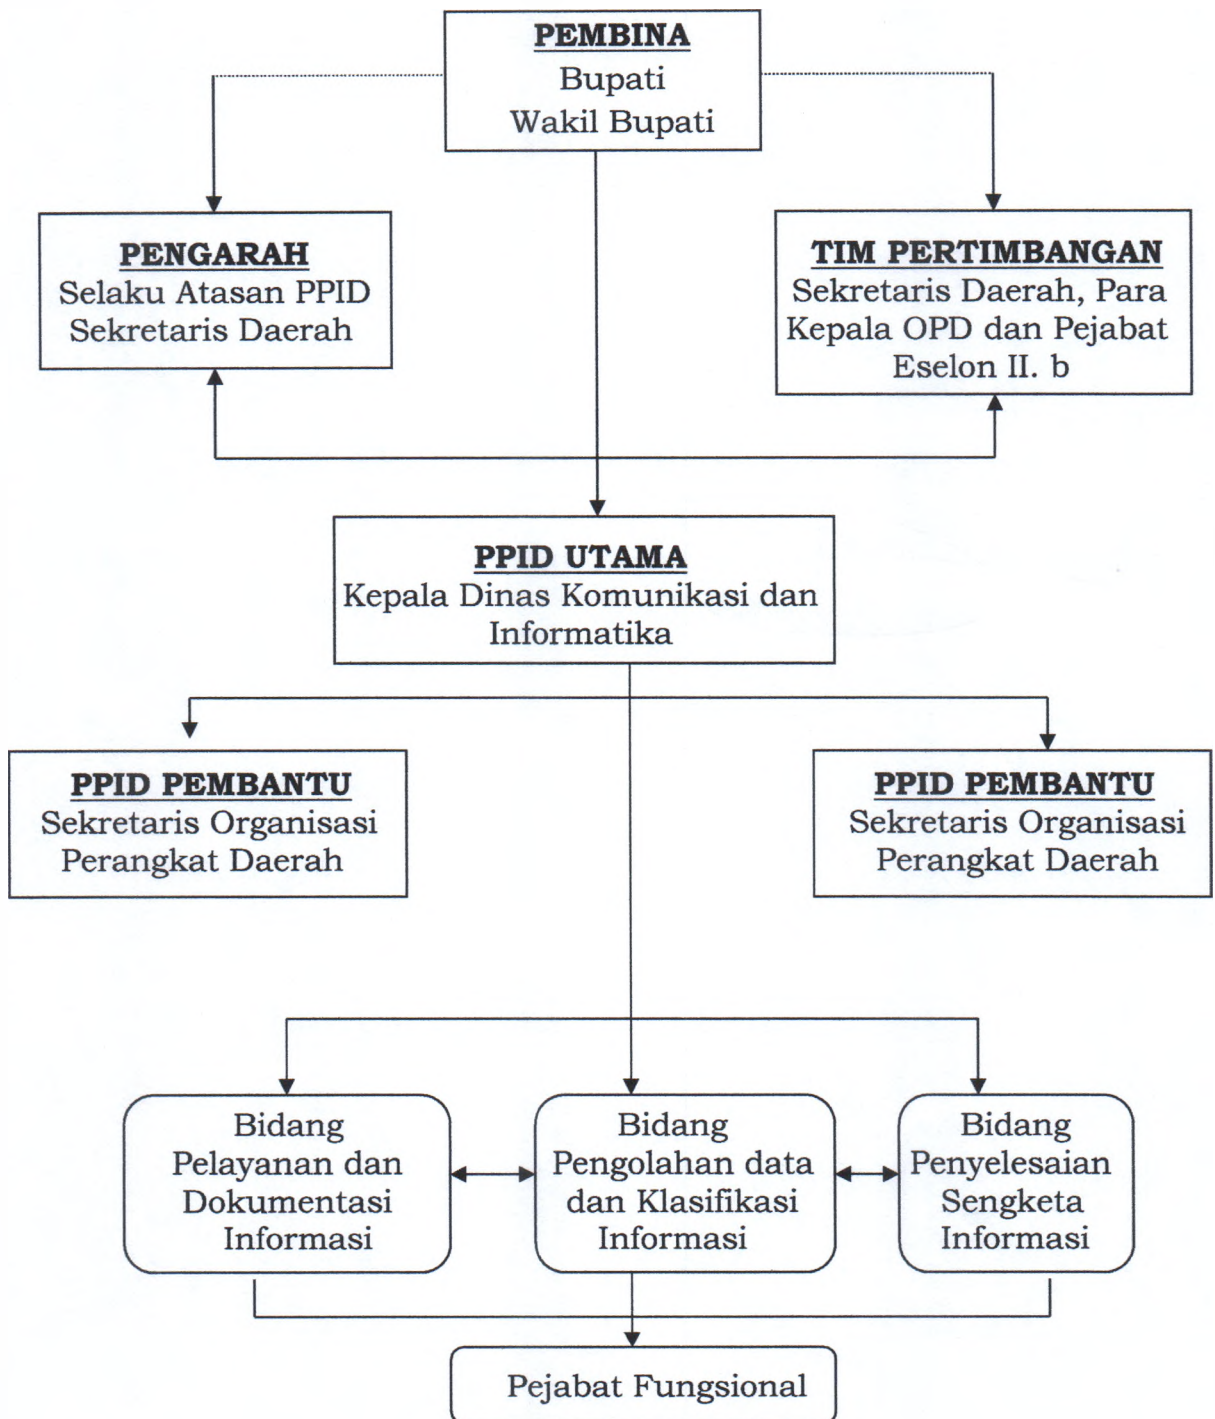 PEMBINA
Bupati
Wakil Bupati
PENGARAH
Selaku Atasan PPID
Sekretaris Daerah
TIM PERTIMBANGAN
Sekretaris Daerah, Para
Kepala OPD dan Pejabat
Eselon II. b
PPID UTAMA
Kepala Dinas Komunikasi dan
Informatika
PPID PEMBANTU
Sekretaris Organisasi
Perangkat Daerah
PPID PEMBANTU
Sekretaris Organisasi
Perangkat Daerah
Bidang
Pelayanan dan
Dokumentasi
Informasi
Bidang
Pengolahan data
dan Klasifikasi
Informasi
Bidang
Penyelesaian
Sengketa
Informasi
Pejabat Fungsional